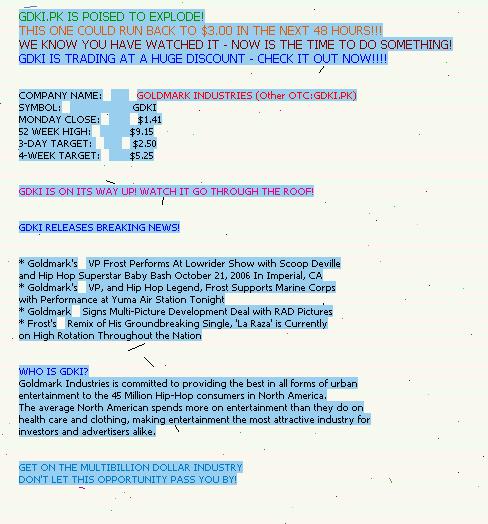 GDKI.PK IS POISED TO EXPLODE!
THIS ONE COULD RUN BACK TO $3.00 IN THE NEXT 48 HOURS!!!
WE KNOW YOU HAVE WATCHED IT - NOW IS THE TIME TO DO SOMETHING!
GDKI IS TRADING AT A HUGE DISCOUNT - CHECK IT OUT NOW!!!!
COMPANY NAME: GOLDMARK INDUSTRIES (Other OTC:GDKI.PK)
SYMBOL: GDKI
MONDAY CLOSE: $1.41
52 WEEK HIGH: $9.15
3-DAY TARGET: $2.50
4-WEEK TARGET: $5.25
GDKI IS ON ITS WAY UP! WATCH IT GO THROUGH THE ROOF!
GDKI RELEASES BREAKING NEWS!
* Goldmark's VP Frost Performs At Lowrider Show with Scoop Deville
and Hip Hop Superstar Baby Bash October 21, 2006 In Imperial, CA
* Goldmark's VP, and Hip Hop Legend, Frost Supports Marine Corps
with Performance at Yuma Air Station Tonight
* Goldmark Signs Multi-Picture Development Deal with RAD Pictures
* Frost's Remix of His Groundbreaking Single, 'La Raza' is Currently
on High Rotation Throughout the Nation
WHO IS GDKI?
Goldmark Industries is committed to providing the best in all forms of urban
entertainment to the 45 Million Hip-Hop consumers in North America.
The average North American spends more on entertainment than they do on
health care and clothing, making entertainment the most attractive industry for
investors and advertisers alike.
GET ON THE MULTIBILLION DOLLAR INDUSTRY
DON'T LET THIS OPPORTUNITY PASS YOU BY!